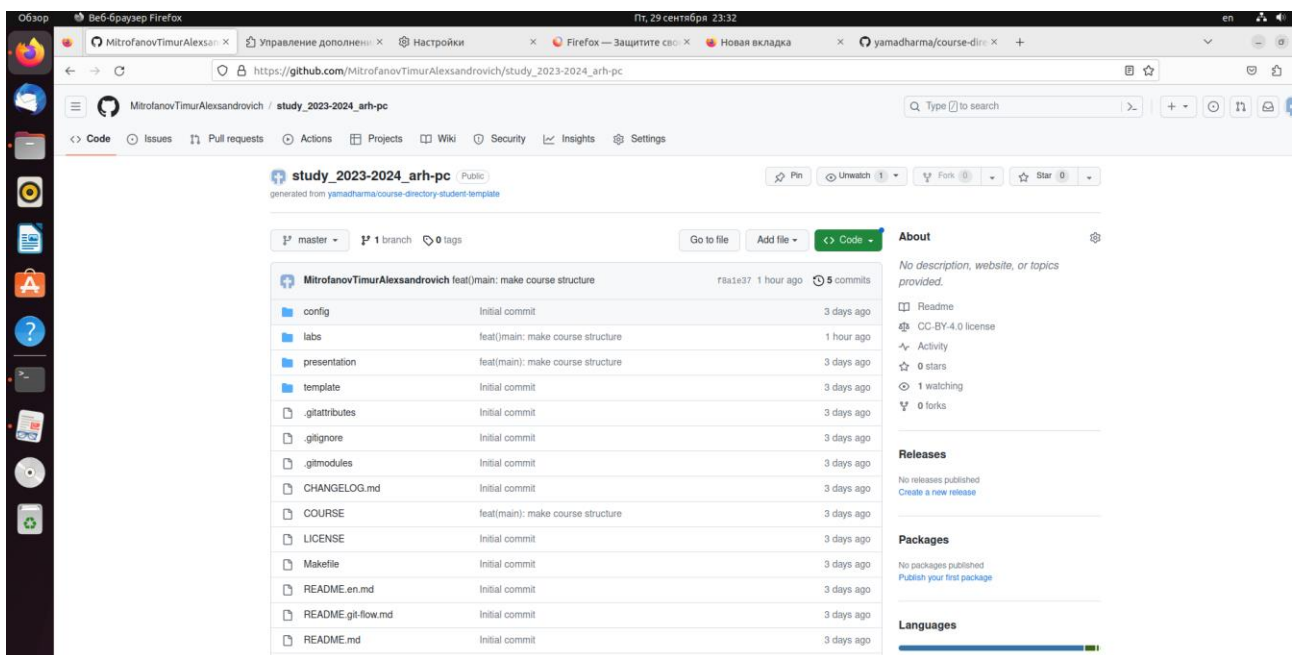 Обзор Веб-браузер Firefox Пт, 29 сентября 23:32 en
MitrofanovTimurAlexsan × Управление дополнени × Настройки × Firefox — Защитите сво × Новая вкладка × yamadharma/course-dire × +
https://github.com/MitrofanovTimurAlexsandrovich/study_2023-2024_arh-pc
MitrofanovTimurAlexsandrovich / study_2023-2024_arh-pc Type / to search
<> Code Issues Pull requests Actions Projects Wiki Security Insights Settings
study_2023-2024_arh-pc Public Pin Unwatch 1 Fork 0 Star 0
generated from yamadharma/course-directory-student-template
master 1 branch 0 tags Go to file Add file <> Code
MitrofanovTimurAlexsandrovich feat()main: make course structure f8a1e37 1 hour ago 5 commits
config Initial commit 3 days ago
labs feat()main: make course structure 1 hour ago
presentation feat(main): make course structure 3 days ago
template Initial commit 3 days ago
.gitattributes Initial commit 3 days ago
.gitignore Initial commit 3 days ago
.gitmodules Initial commit 3 days ago
CHANGELOG.md Initial commit 3 days ago
COURSE feat(main): make course structure 3 days ago
LICENSE Initial commit 3 days ago
Makefile Initial commit 3 days ago
README.en.md Initial commit 3 days ago
README.git-flow.md Initial commit 3 days ago
README.md Initial commit 3 days ago
About
No description, website, or topics
provided.
Readme
CC-BY-4.0 license
Activity
0 stars
1 watching
0 forks
Releases
No releases published
Create a new release
Packages
No packages published
Publish your first package
Languages